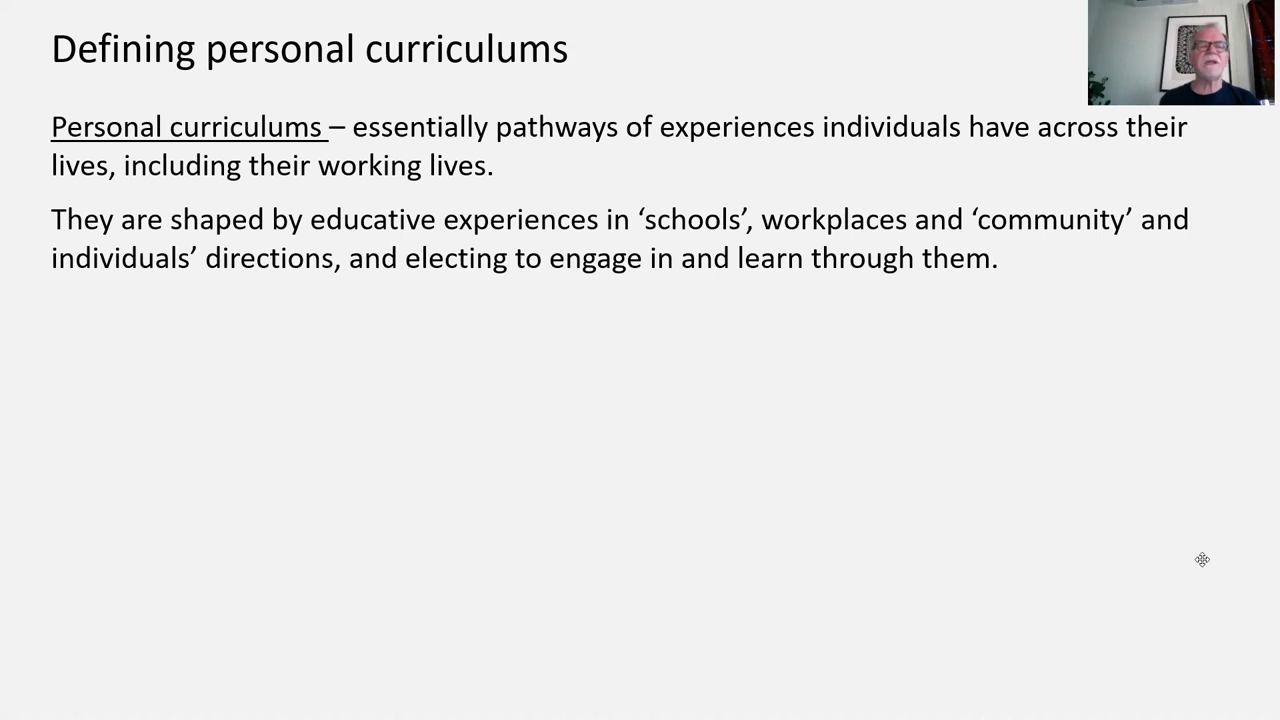 Defining personal curriculums
Personal curriculums – essentially pathways of experiences individuals have across their
lives, including their working lives.
They are shaped by educative experiences in ‘schools’, workplaces and ‘community’ and
individuals’ directions, and electing to engage in and learn through them.